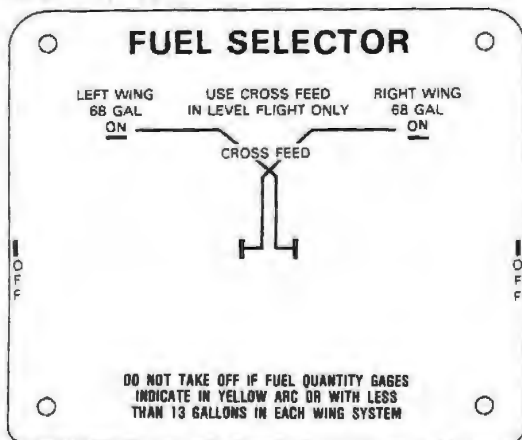 FUEL SELECTOR
LEFT WING
68 GAL
ON
USE CROSS FEED
IN LEVEL FLIGHT ONLY
RIGHT WING
68 GAL
ON
CROSS FEED
OFF
OFF
DO NOT TAKE OFF IF FUEL QUANTITY GAGES
INDICATE IN YELLOW ARC OR WITH LESS
THAN 13 GALLONS IN EACH WING SYSTEM